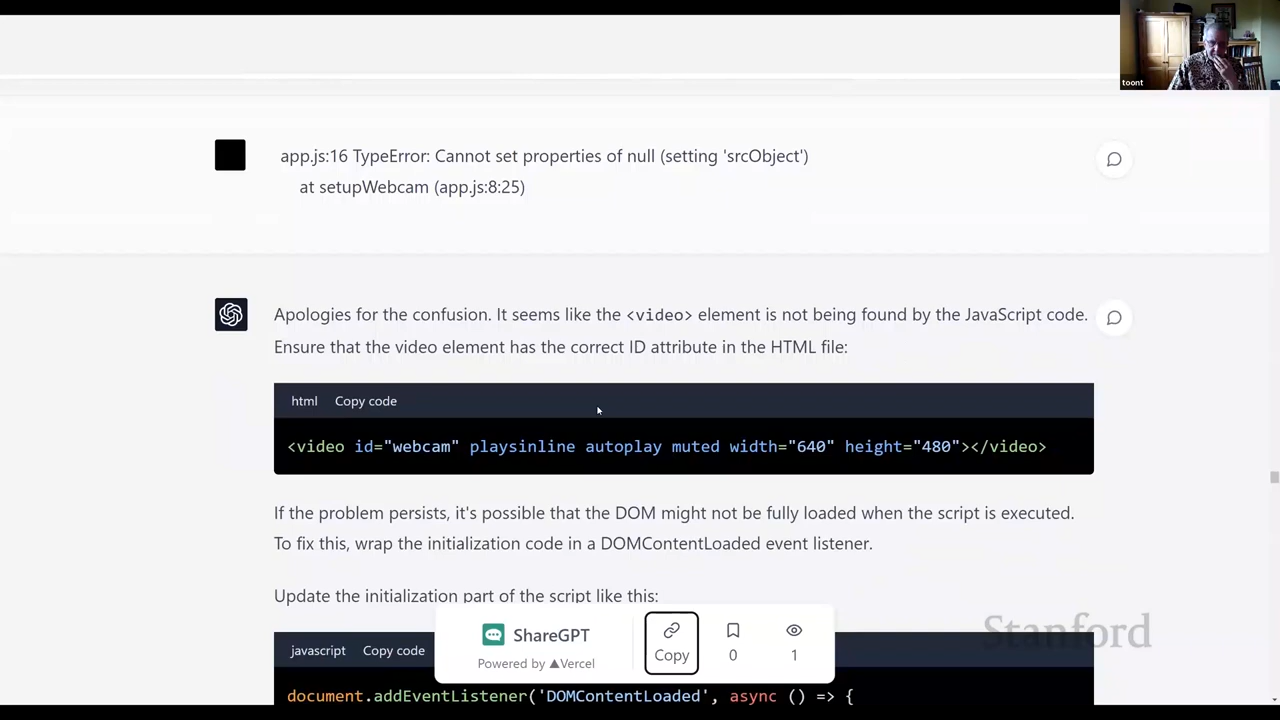 toont
app.js:16 TypeError: Cannot set properties of null (setting 'srcObject')
at setupWebcam (app.js:8:25)
Apologies for the confusion. It seems like the <video> element is not being found by the JavaScript code.
Ensure that the video element has the correct ID attribute in the HTML file:
html Copy code
<video id="webcam" playsinline autoplay muted width="640" height="480"></video>
If the problem persists, it's possible that the DOM might not be fully loaded when the script is executed.
To fix this, wrap the initialization code in a DOMContentLoaded event listener.
Update the initialization part of the script like this:
javascript Copy code
document.addEventListener('DOMContentLoaded', async () => {
ShareGPT
Powered by ▲Vercel
Copy
0
1
Stanford